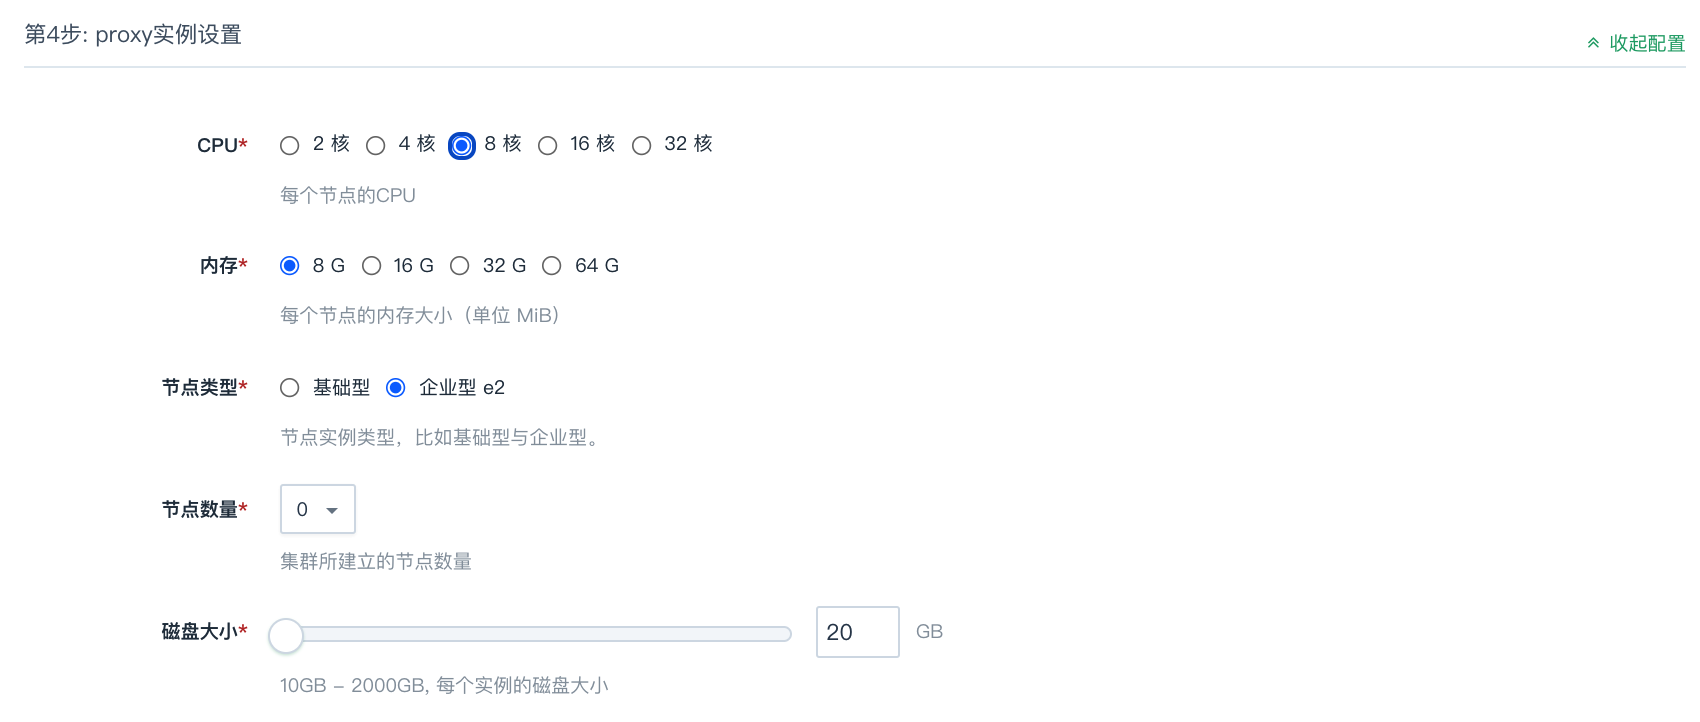 第4步: proxy实例设置
收起配置
CPU* 2 核 4 核 8 核 16 核 32 核
每个节点的CPU
内存* 8 G 16 G 32 G 64 G
每个节点的内存大小（单位 MiB）
节点类型* 基础型 企业型 e2
节点实例类型，比如基础型与企业型。
节点数量* 0
集群所建立的节点数量
磁盘大小* 20 GB
10GB – 2000GB, 每个实例的磁盘大小